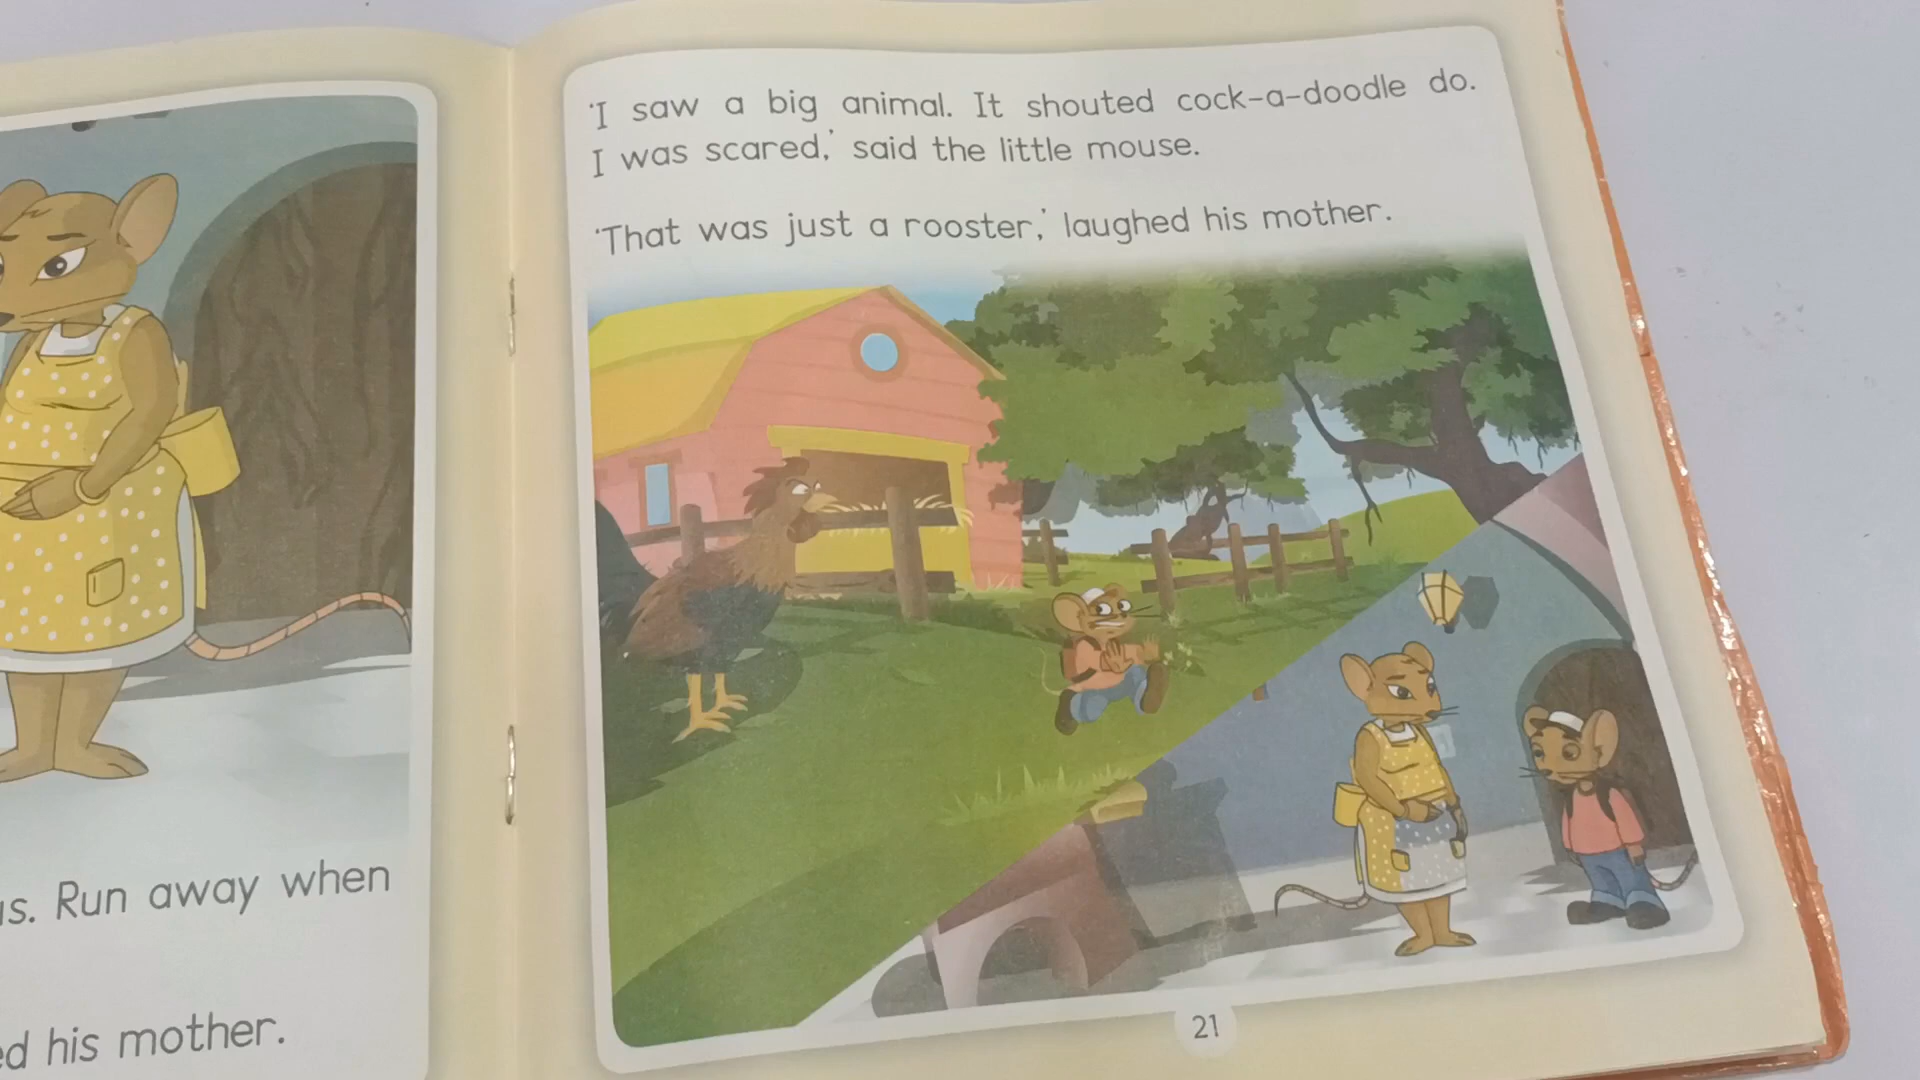 . Run away when
his mother.
‘I saw a big animal. It shouted cock-a-doodle do.
I was scared,’ said the little mouse.
‘That was just a rooster,’ laughed his mother.
21